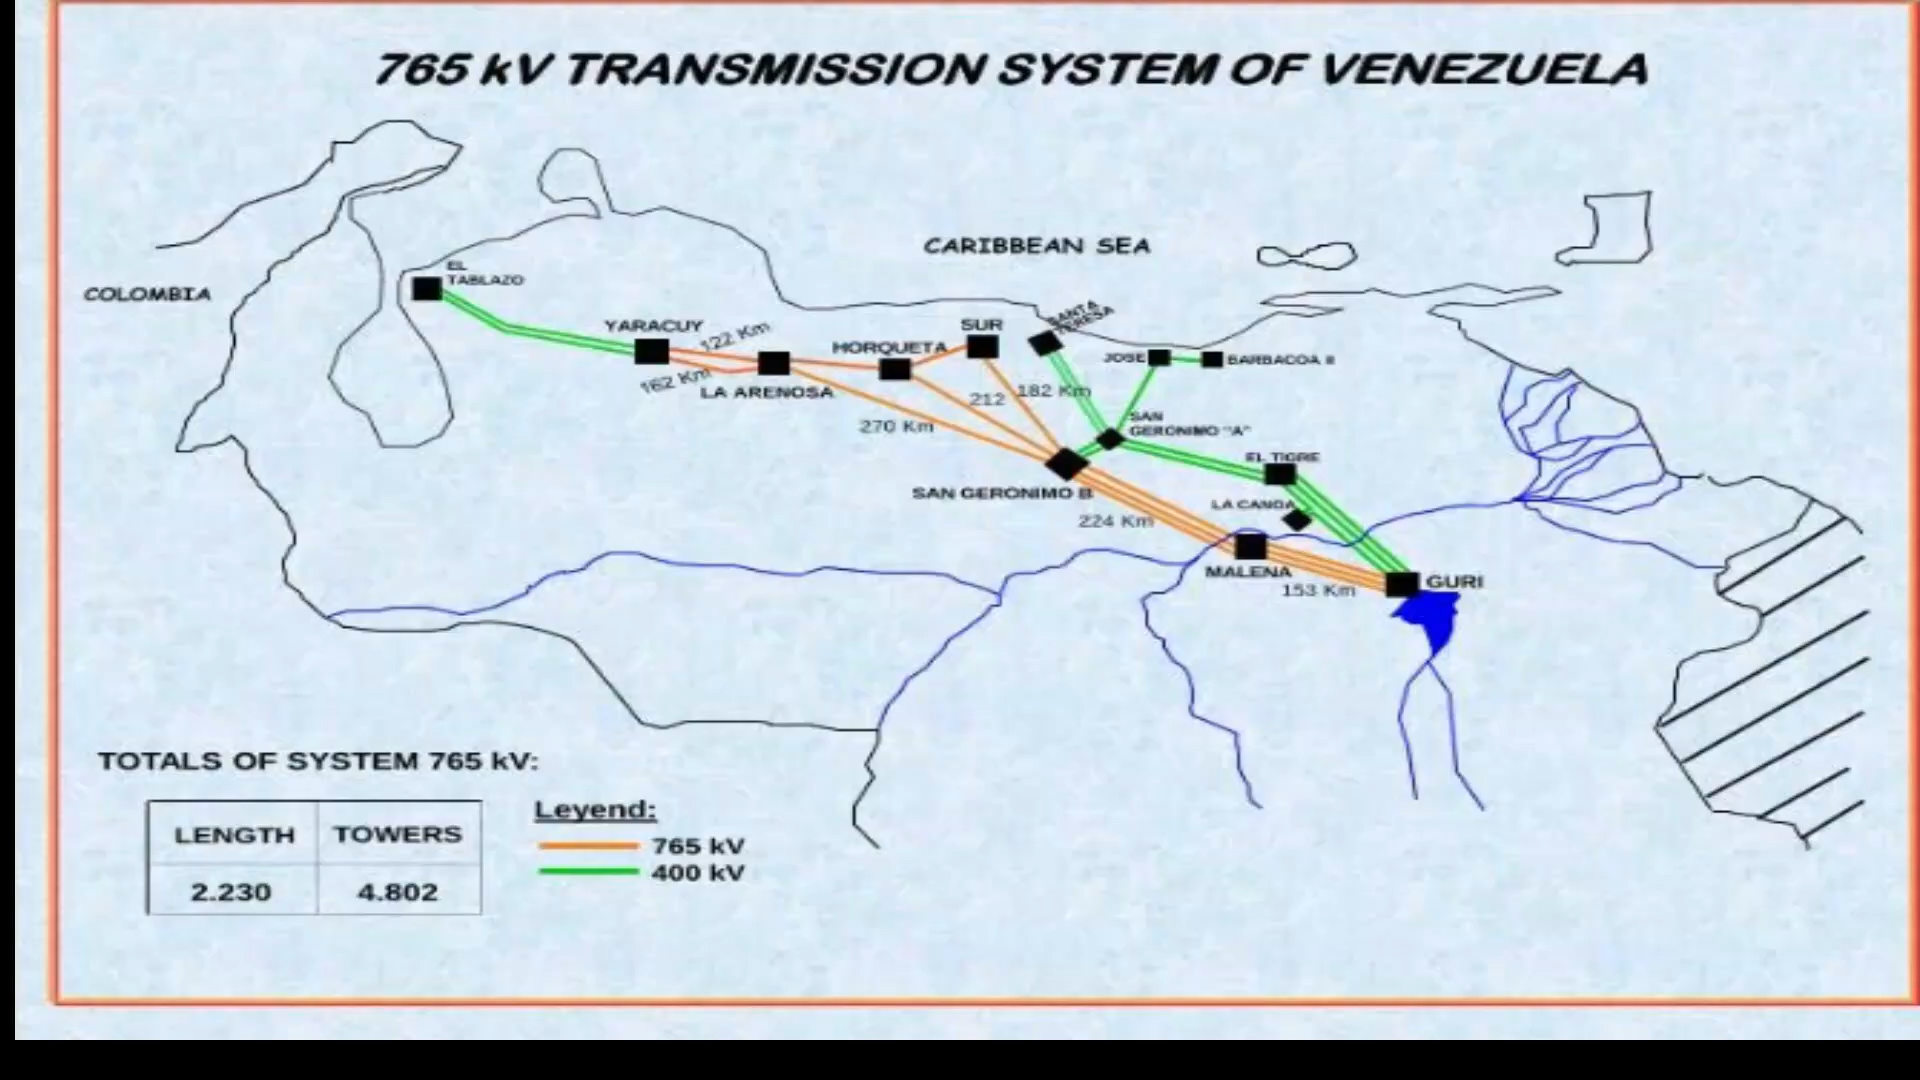 765 kV TRANSMISSION SYSTEM OF VENEZUELA
CARIBBEAN SEA
COLOMBIA
EL
TABLAZO
YARACUY
122 Km
162 Km
LA ARENOSA
HORQUETA
SUR
SANTA
TERESA
JOSE
BARBACOA II
212
182 Km
270 Km
SAN
GERONIMO "A"
EL TIGRE
SAN GERONIMO B
LA CANOA
224 Km
MALENA
153 Km
GURI
TOTALS OF SYSTEM 765 kV:
LENGTH TOWERS
2.230 4.802
Leyend:
765 kV
400 kV